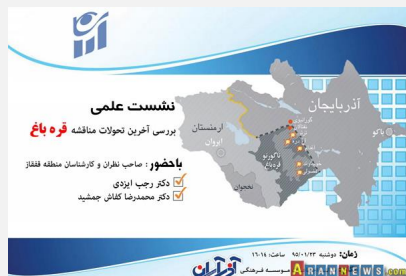 نشست علمی
بررسی آخرین تحولات مناقشه قره باغ
باحضور : صاحب نظران و کارشناسان منطقه قفقاز
دکتر رجب ایزدی
دکتر محمدرضا کفاش جمشید
آذربایجان
باکو
ارمنستان
ایروان
ناگورنو
قره‌باغ
نخجوان
زمان: دوشنبه ۹۵/۰۱/۲۳ ساعت: ۱۴-۱۶
موسسه فرهنگی آذرآران
ARANNEWS.com